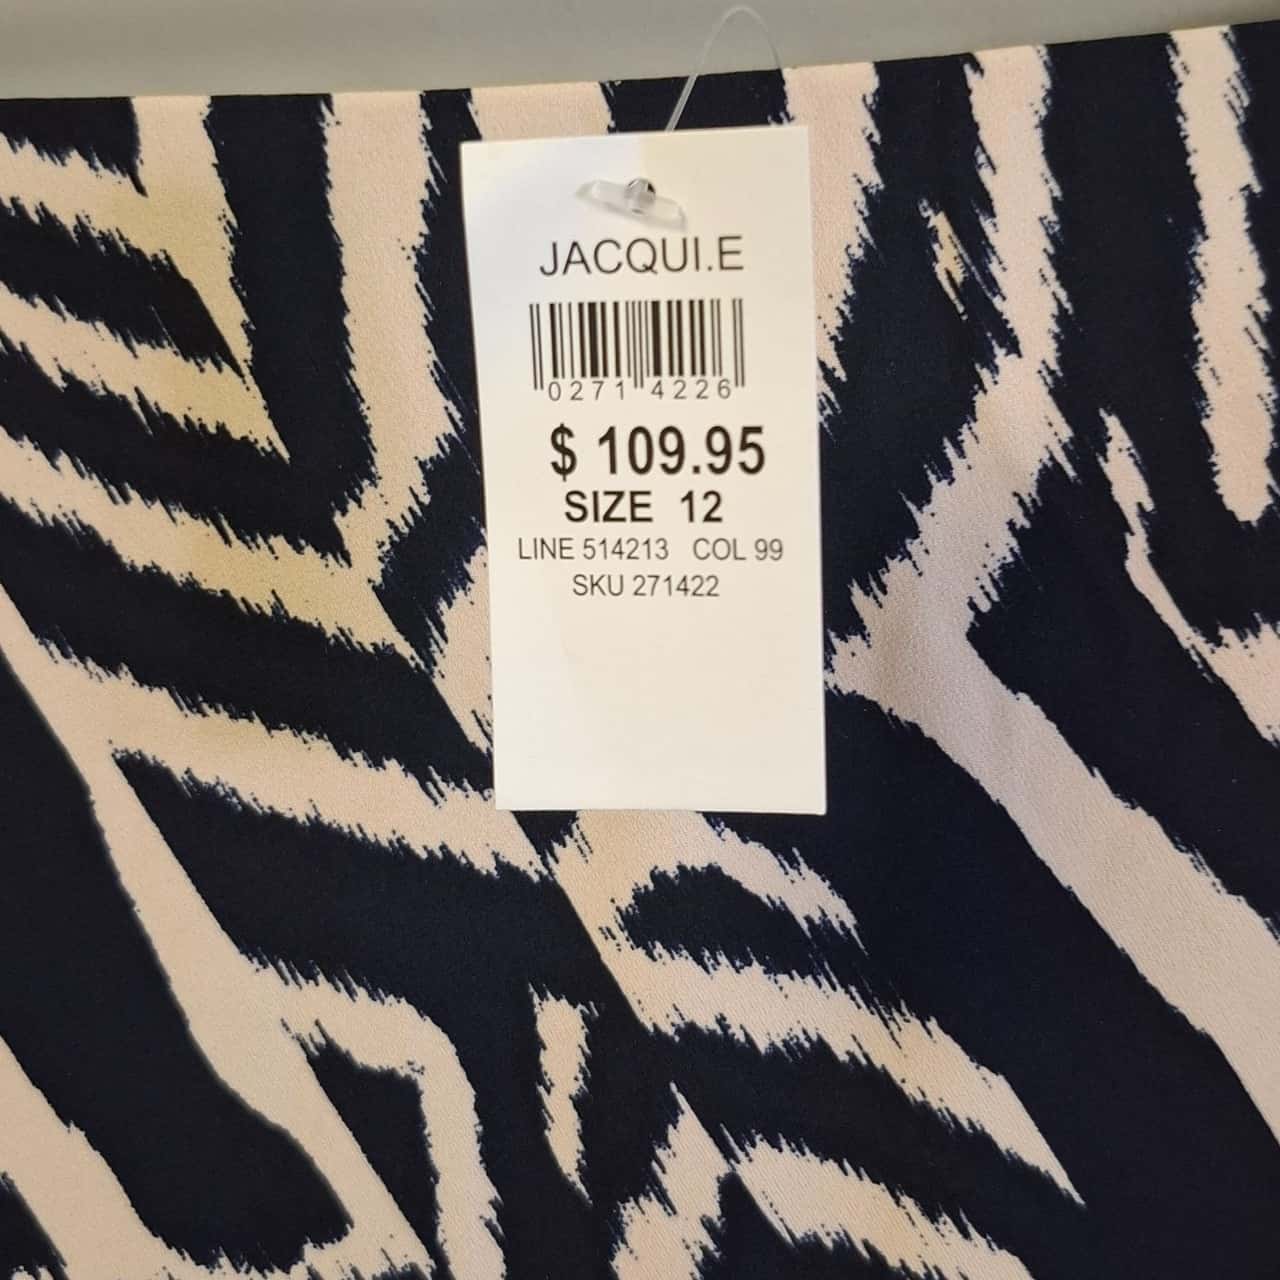 JACQUI.E
0271 4226
$ 109.95
SIZE 12
LINE 514213 COL 99
SKU 271422